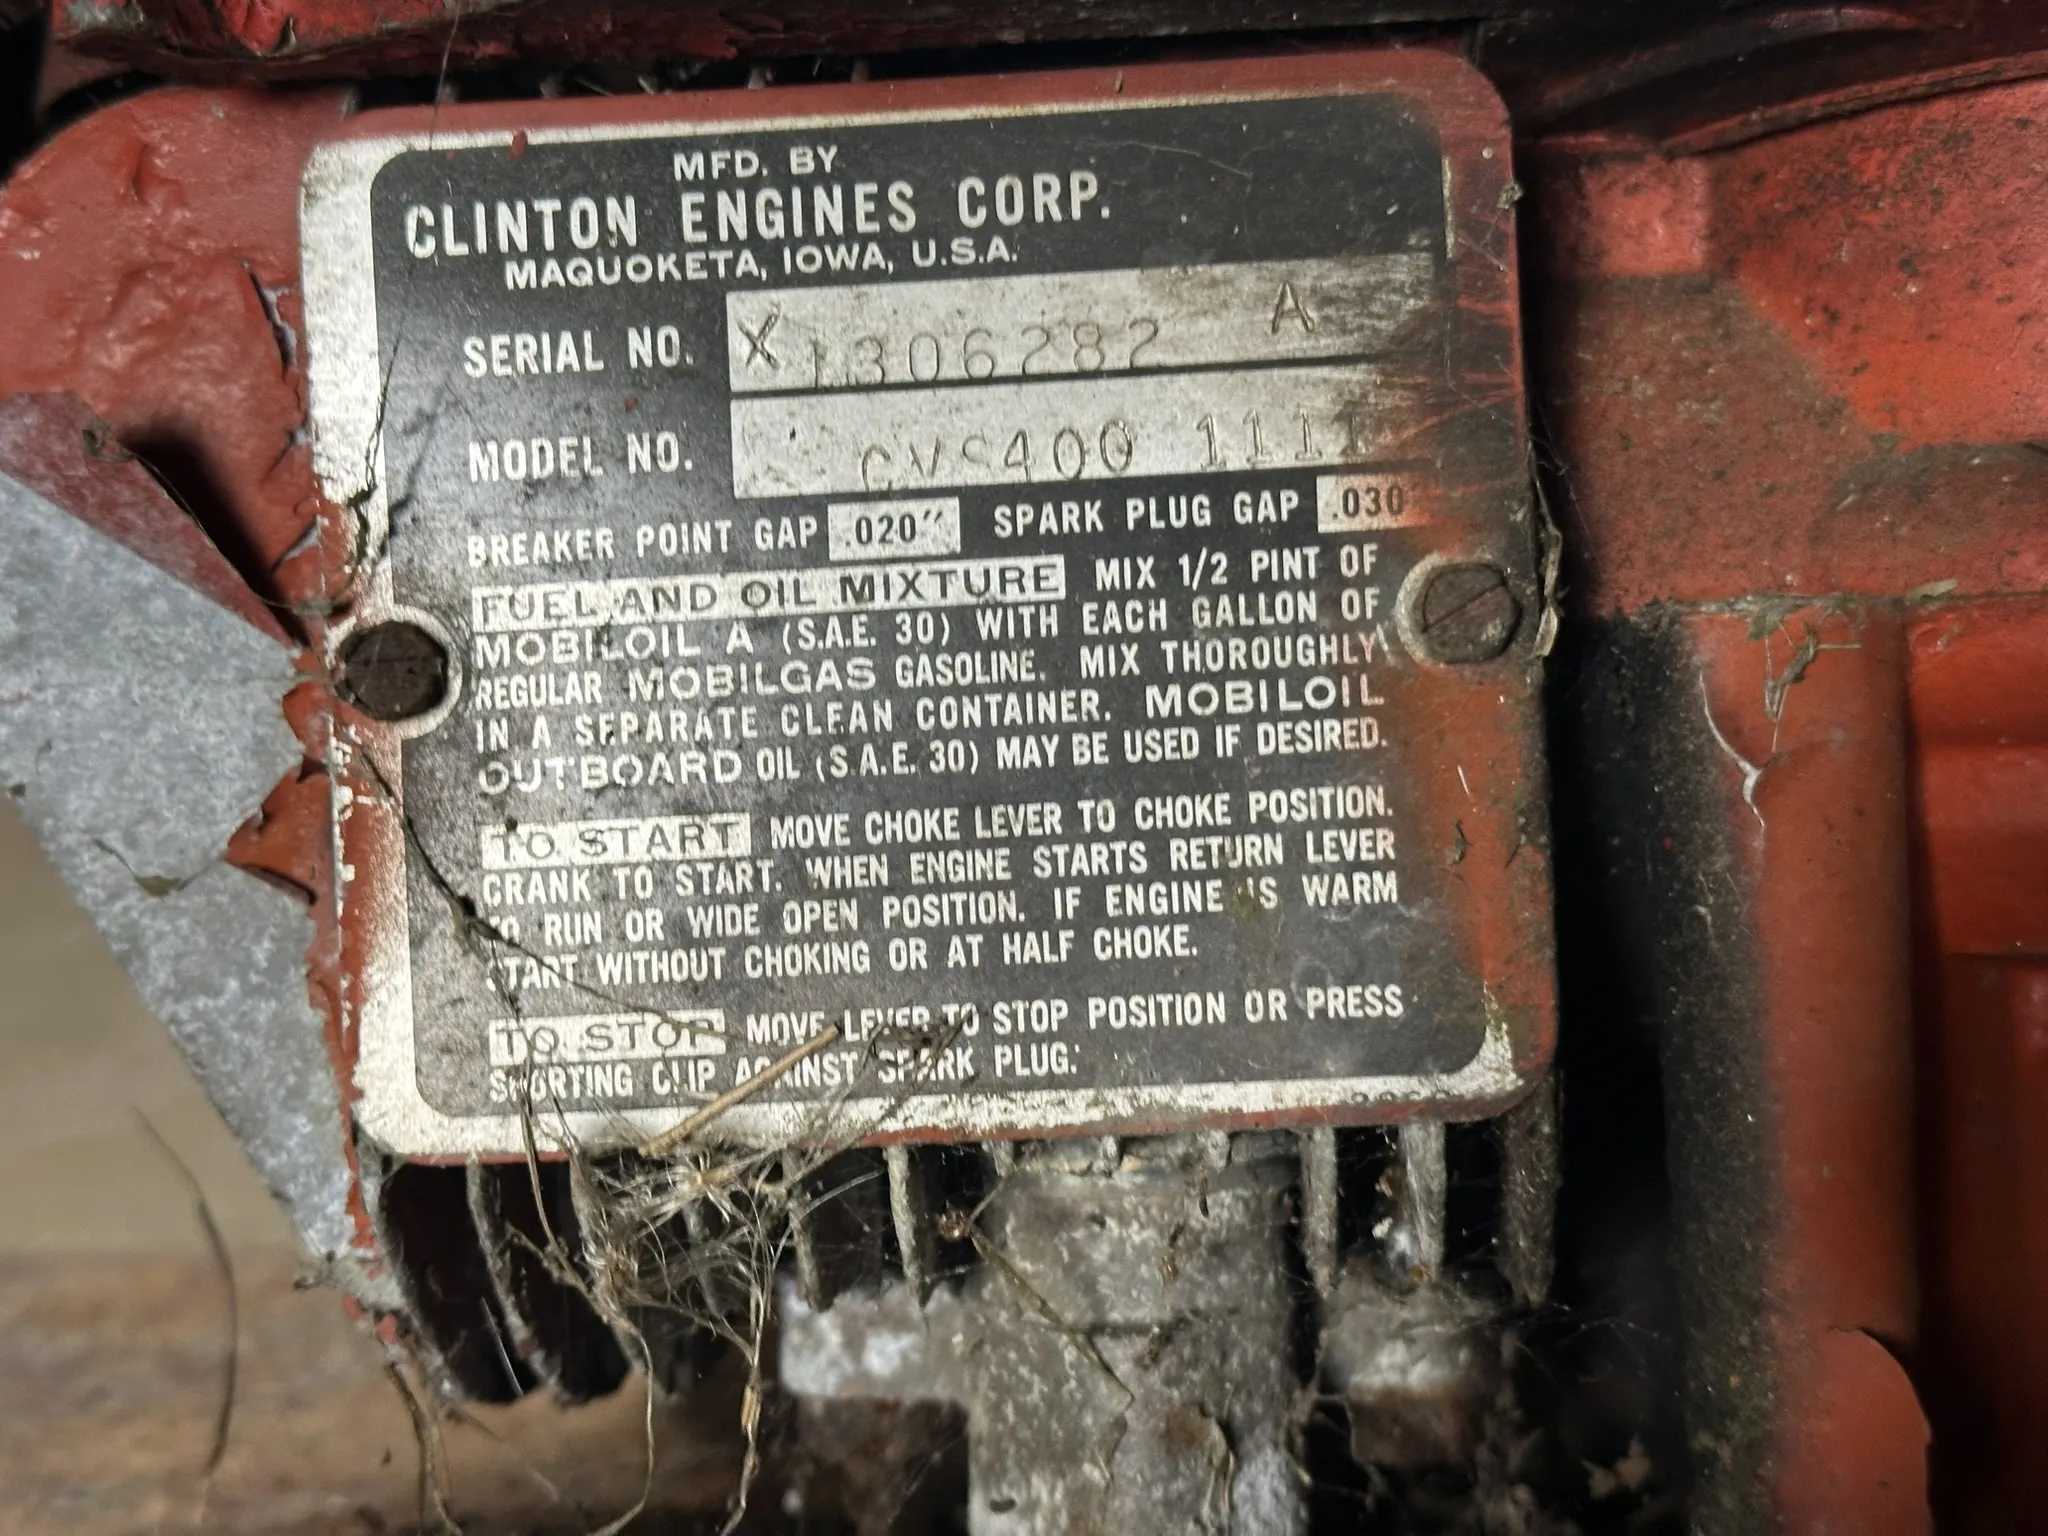 MFD. BY
CLINTON ENGINES CORP.
MAQUOKETA, IOWA, U.S.A.
SERIAL NO. X 1306282 A
MODEL NO. CVS400 1111
BREAKER POINT GAP .020" SPARK PLUG GAP .030
FUEL AND OIL MIXTURE MIX 1/2 PINT OF
MOBILOIL A (S.A.E. 30) WITH EACH GALLON OF
REGULAR MOBILGAS GASOLINE. MIX THOROUGHLY
IN A SEPARATE CLEAN CONTAINER. MOBILOIL
OUTBOARD OIL (S.A.E. 30) MAY BE USED IF DESIRED.
TO START MOVE CHOKE LEVER TO CHOKE POSITION.
CRANK TO START. WHEN ENGINE STARTS RETURN LEVER
TO RUN OR WIDE OPEN POSITION. IF ENGINE IS WARM
START WITHOUT CHOKING OR AT HALF CHOKE.
TO STOP MOVE LEVER TO STOP POSITION OR PRESS
SHORTING CLIP AGAINST SPARK PLUG.